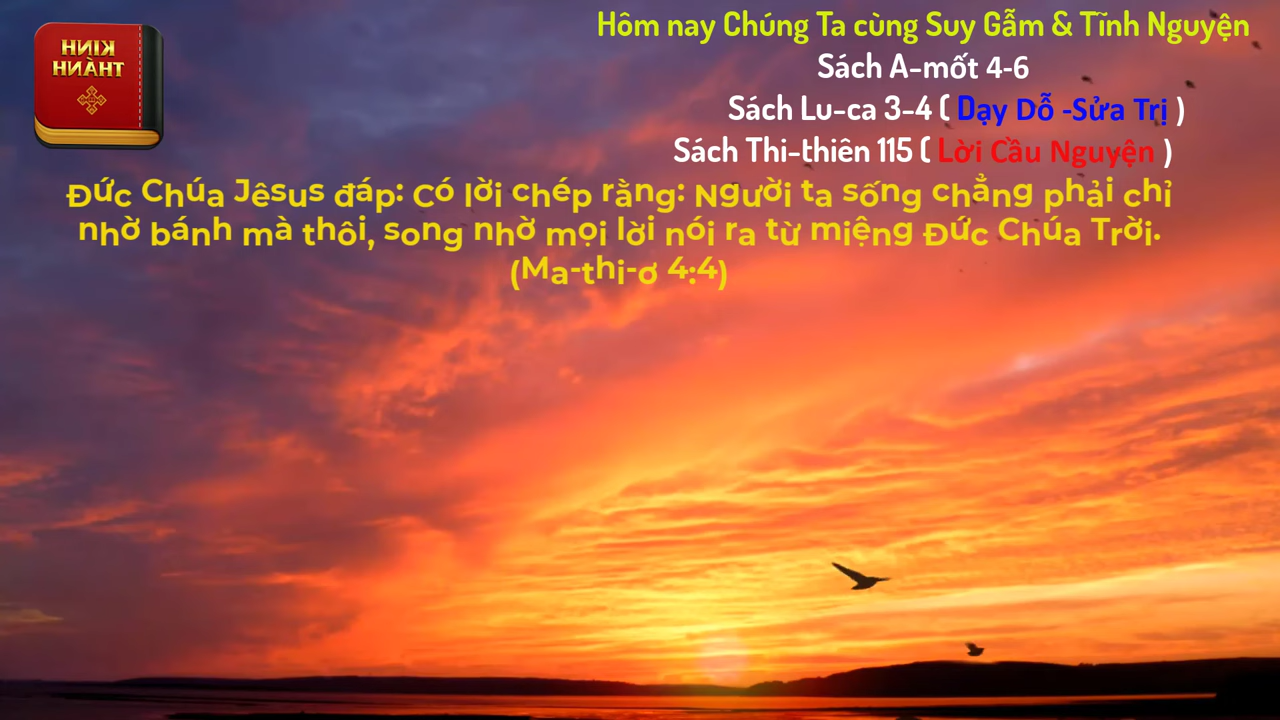 KINH
THÀNH
Hôm nay Chúng Ta cùng Suy Gẫm & Tĩnh Nguyện
Sách A-mốt 4-6
Sách Lu-ca 3-4 ( Dạy Dỗ -Sửa Trị )
Sách Thi-thiên 115 ( Lời Cầu Nguyện )
Đức Chúa Jêsus đáp: Có lời chép rằng: Người ta sống chẳng phải chỉ
nhờ bánh mà thôi, song nhờ mọi lời nói ra từ miệng Đức Chúa Trời.
(Ma-thi-ơ 4:4)